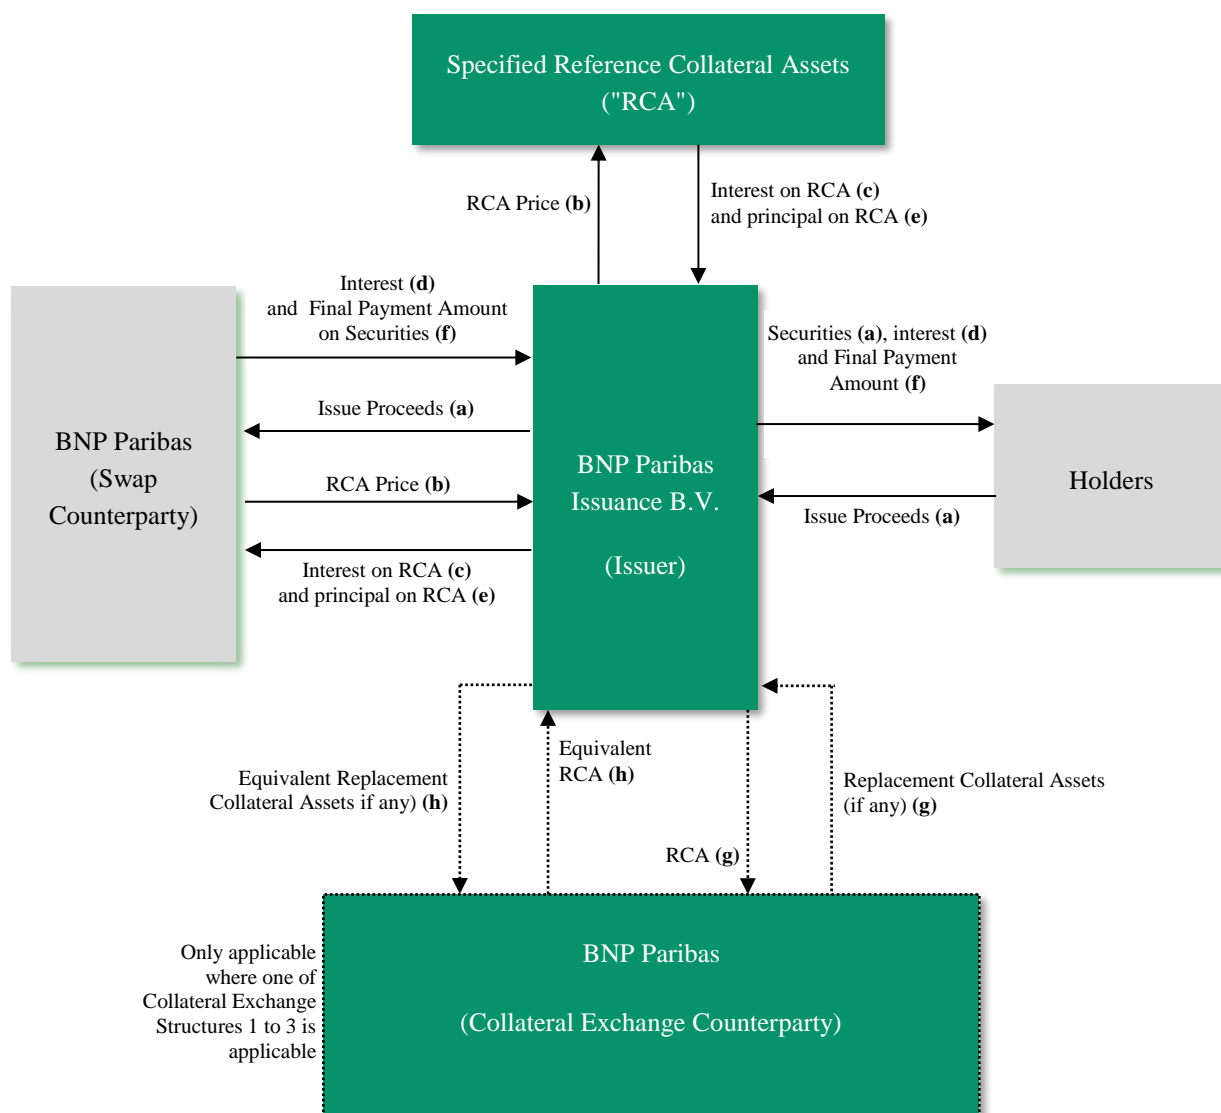 Specified Reference Collateral Assets
("RCA")
RCA Price (b)
Interest on RCA (c)
and principal on RCA (e)
Interest (d)
and Final Payment Amount
on Securities (f)
Issue Proceeds (a)
RCA Price (b)
Interest on RCA (c)
and principal on RCA (e)
BNP Paribas
(Swap
Counterparty)
BNP Paribas
Issuance B.V.
(Issuer)
Securities (a), interest (d)
and Final Payment
Amount (f)
Issue Proceeds (a)
Holders
Equivalent Replacement
Collateral Assets if any) (h)
Equivalent
RCA (h)
RCA (g)
Replacement Collateral Assets
(if any) (g)
Only applicable
where one of
Collateral Exchange
Structures 1 to 3 is
applicable
BNP Paribas
(Collateral Exchange Counterparty)